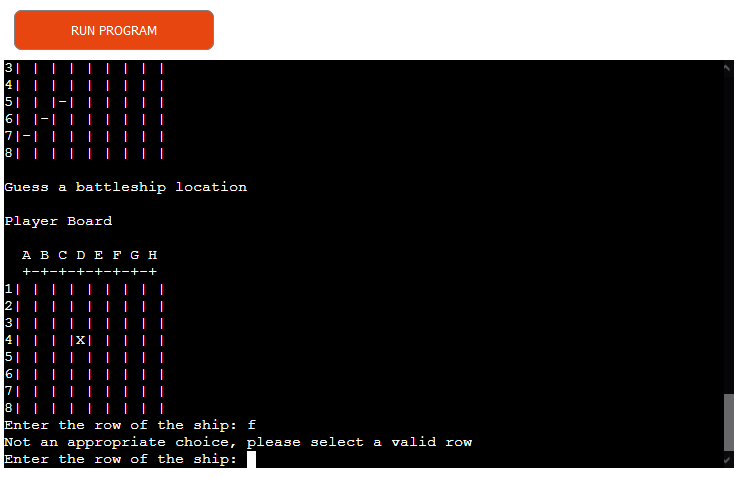 RUN PROGRAM
3| | | | | | | | |
4| | | | | | | | |
5| | |-| | | | | |
6| |-| | | | | | |
7|-| | | | | | | |
8| | | | | | | | |
Guess a battleship location
Player Board
  A B C D E F G H
  +-+-+-+-+-+-+-+
1| | | | | | | | |
2| | | | | | | | |
3| | | | | | | | |
4| | | |X| | | | |
5| | | | | | | | |
6| | | | | | | | |
7| | | | | | | | |
8| | | | | | | | |
Enter the row of the ship: f
Not an appropriate choice, please select a valid row
Enter the row of the ship: